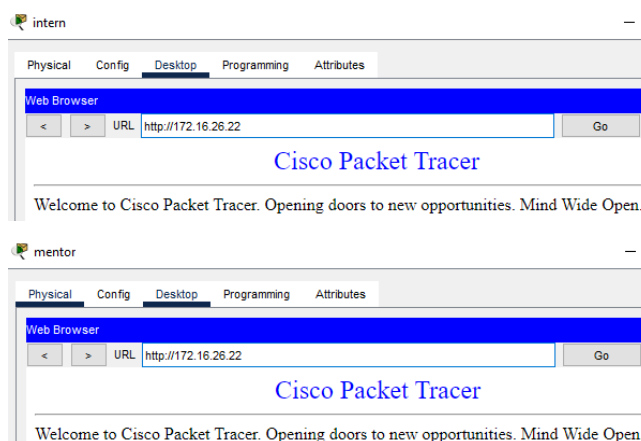 intern
Physical Config Desktop Programming Attributes
Web Browser
< > URL http://172.16.26.22 Go
Cisco Packet Tracer
Welcome to Cisco Packet Tracer. Opening doors to new opportunities. Mind Wide Open.
mentor
Physical Config Desktop Programming Attributes
Web Browser
< > URL http://172.16.26.22 Go
Cisco Packet Tracer
Welcome to Cisco Packet Tracer. Opening doors to new opportunities. Mind Wide Open